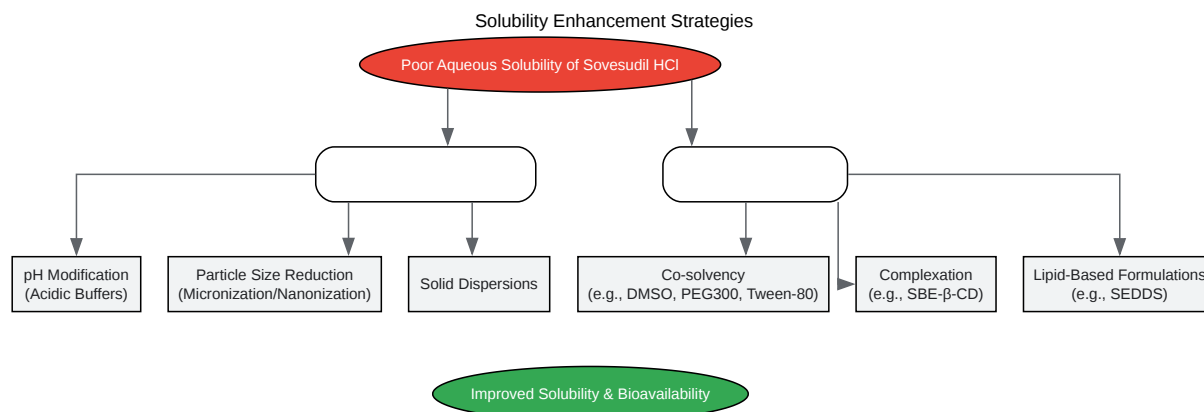 Solubility Enhancement Strategies
Poor Aqueous Solubility of Sovesudil HCl
pH Modification
(Acidic Buffers)
Particle Size Reduction
(Micronization/Nanonization)
Solid Dispersions
Co-solvency
(e.g., DMSO, PEG300, Tween-80)
Complexation
(e.g., SBE-β-CD)
Lipid-Based Formulations
(e.g., SEDDS)
Improved Solubility & Bioavailability